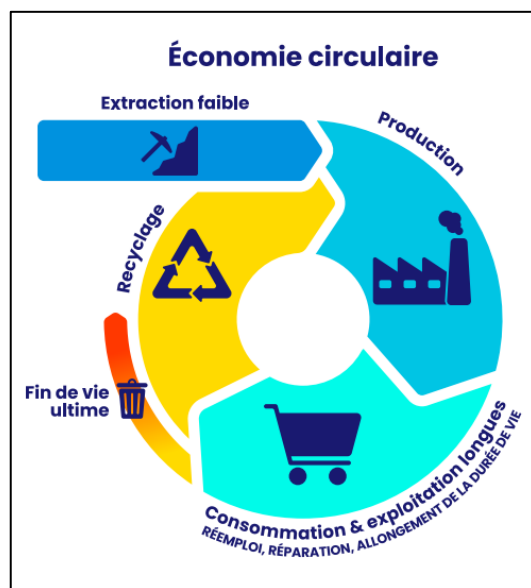 Économie circulaire
Extraction faible
Production
Recyclage
Fin de vie
ultime
Consommation & exploitation longues
RÉEMPLOI, RÉPARATION, ALLONGEMENT DE LA DURÉE DE VIE